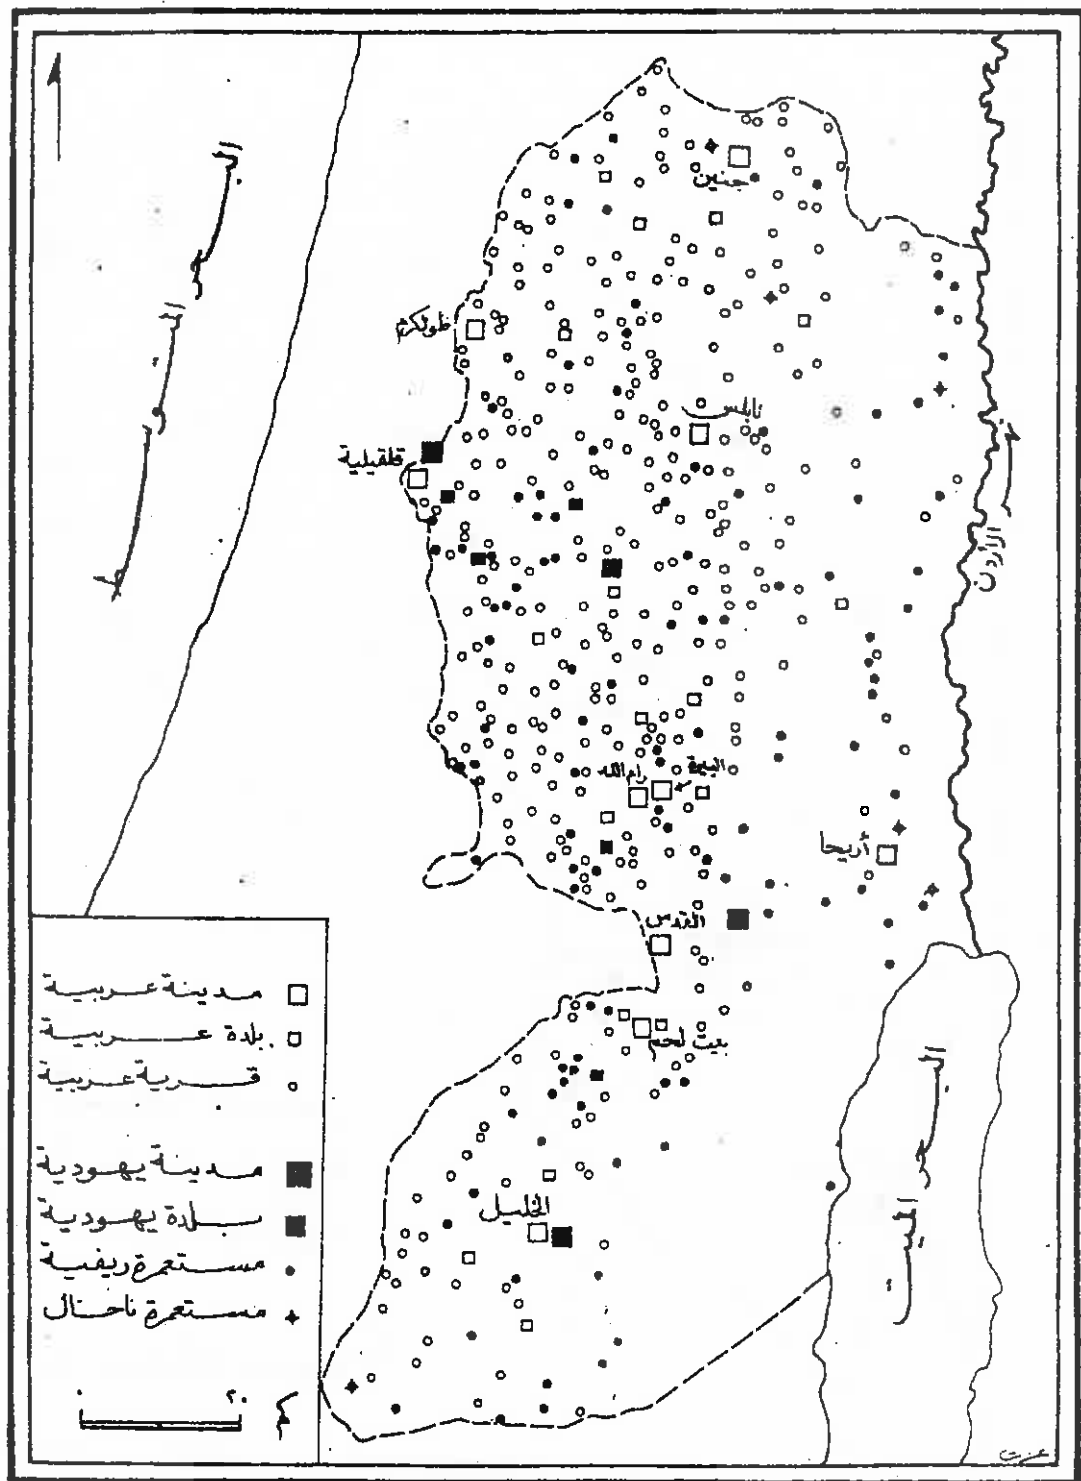 البحر المتوسط
جنين
طولكرم
نابلس
قلقيلية
نهر الأردن
البيرة
رام الله
أريحا
القدس
بيت لحم
البحر الميت
الخليل
مدينة عربية
بلدة عربية
قرية عربية
مدينة يهودية
بلدة يهودية
مستعمرة ريفية
مستعمرة ناحال
٠ ٢٠ كم